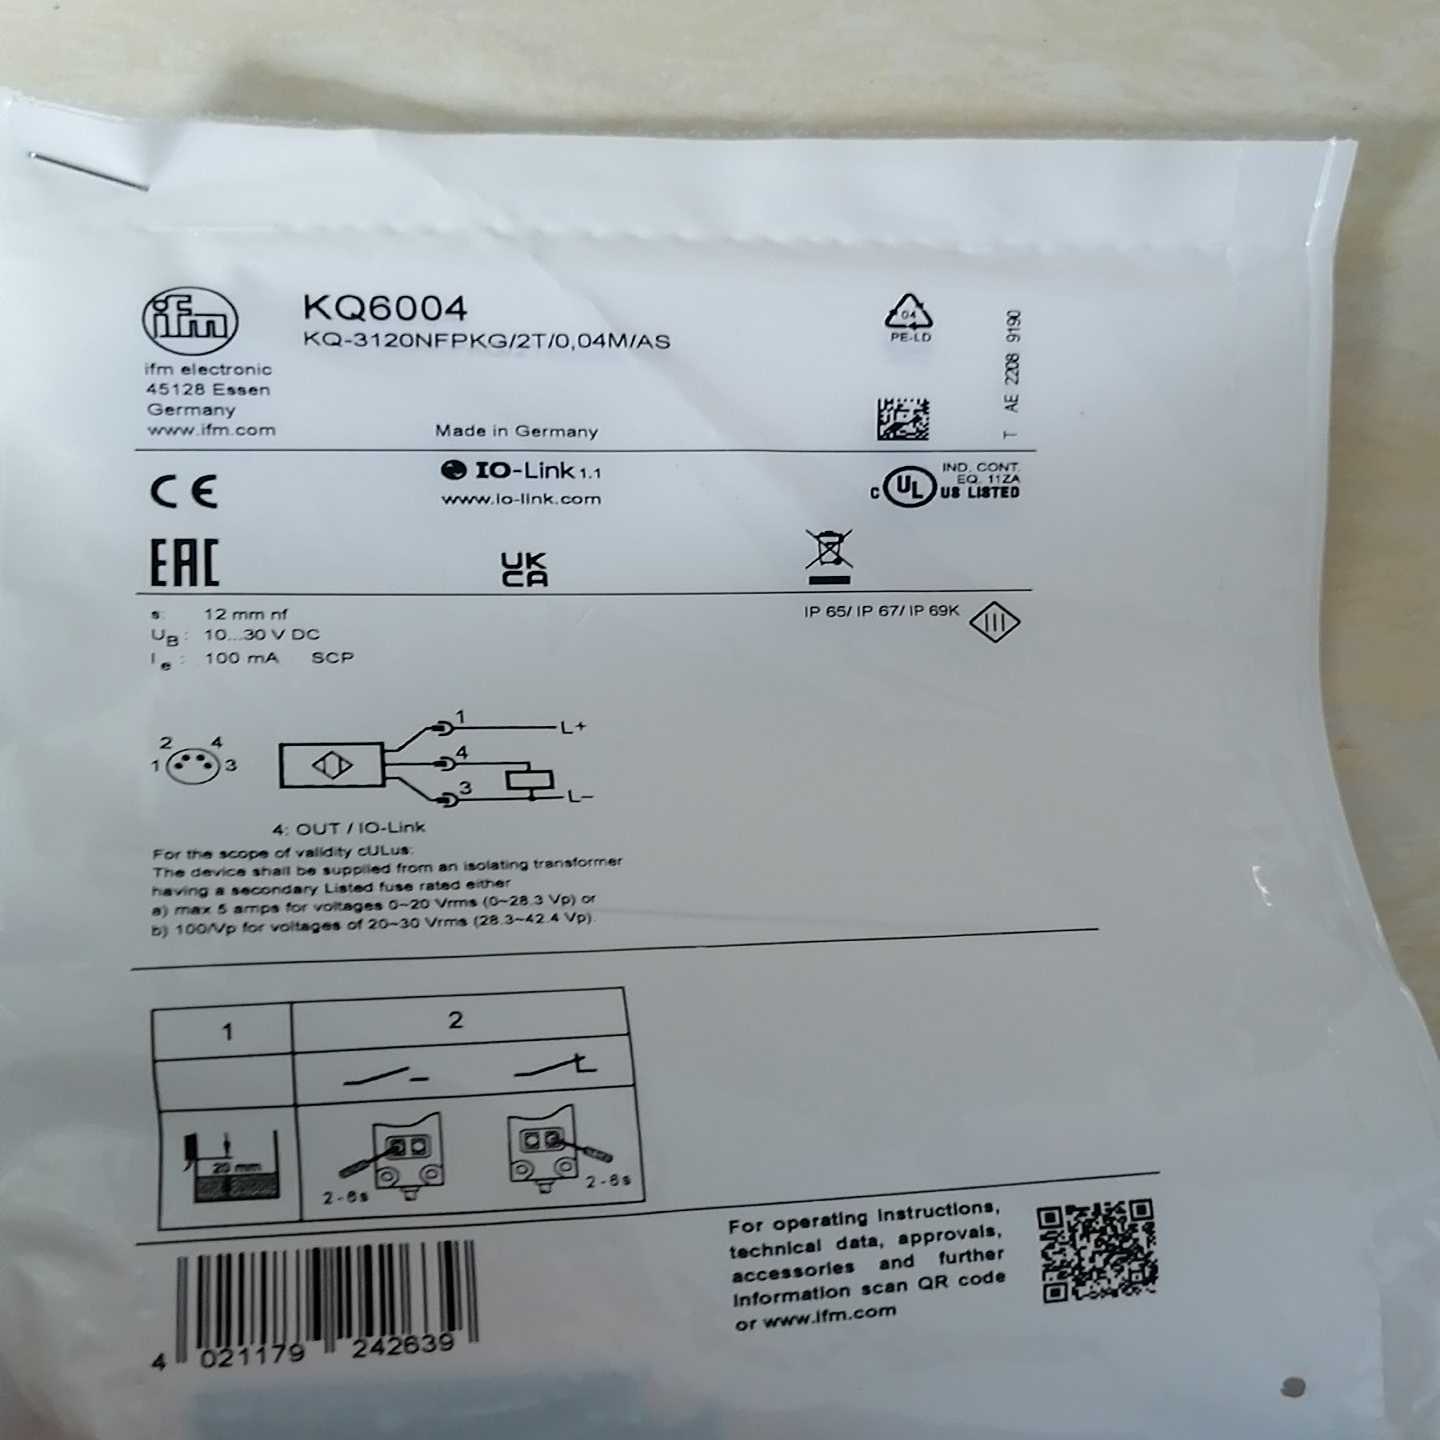 ifm
KQ6004
KQ-3120NFPKG/2T/0,04M/AS
ifm electronic
45128 Essen
Germany
www.ifm.com
Made in Germany
04
PE-LD
T AE 2208 9190
CE
IO-Link 1.1
www.io-link.com
c UL US LISTED
IND. CONT.
EQ. 11ZA
EAC
UK
CA
s: 12 mm nf
UB: 10...30 V DC
Ie: 100 mA SCP
IP 65/ IP 67/ IP 69K
III
2 4
1 3
1 L+
4
3 L-
4: OUT / IO-Link
For the scope of validity cULus:
The device shall be supplied from an isolating transformer
having a secondary Listed fuse rated either
a) max 5 amps for voltages 0~20 Vrms (0~28.3 Vp) or
b) 100/Vp for voltages of 20~30 Vrms (28.3~42.4 Vp).
1 2
20 mm
2-6s
2-6s
For operating instructions,
technical data, approvals,
accessories and further
information scan QR code
or www.ifm.com
4 021179 242639